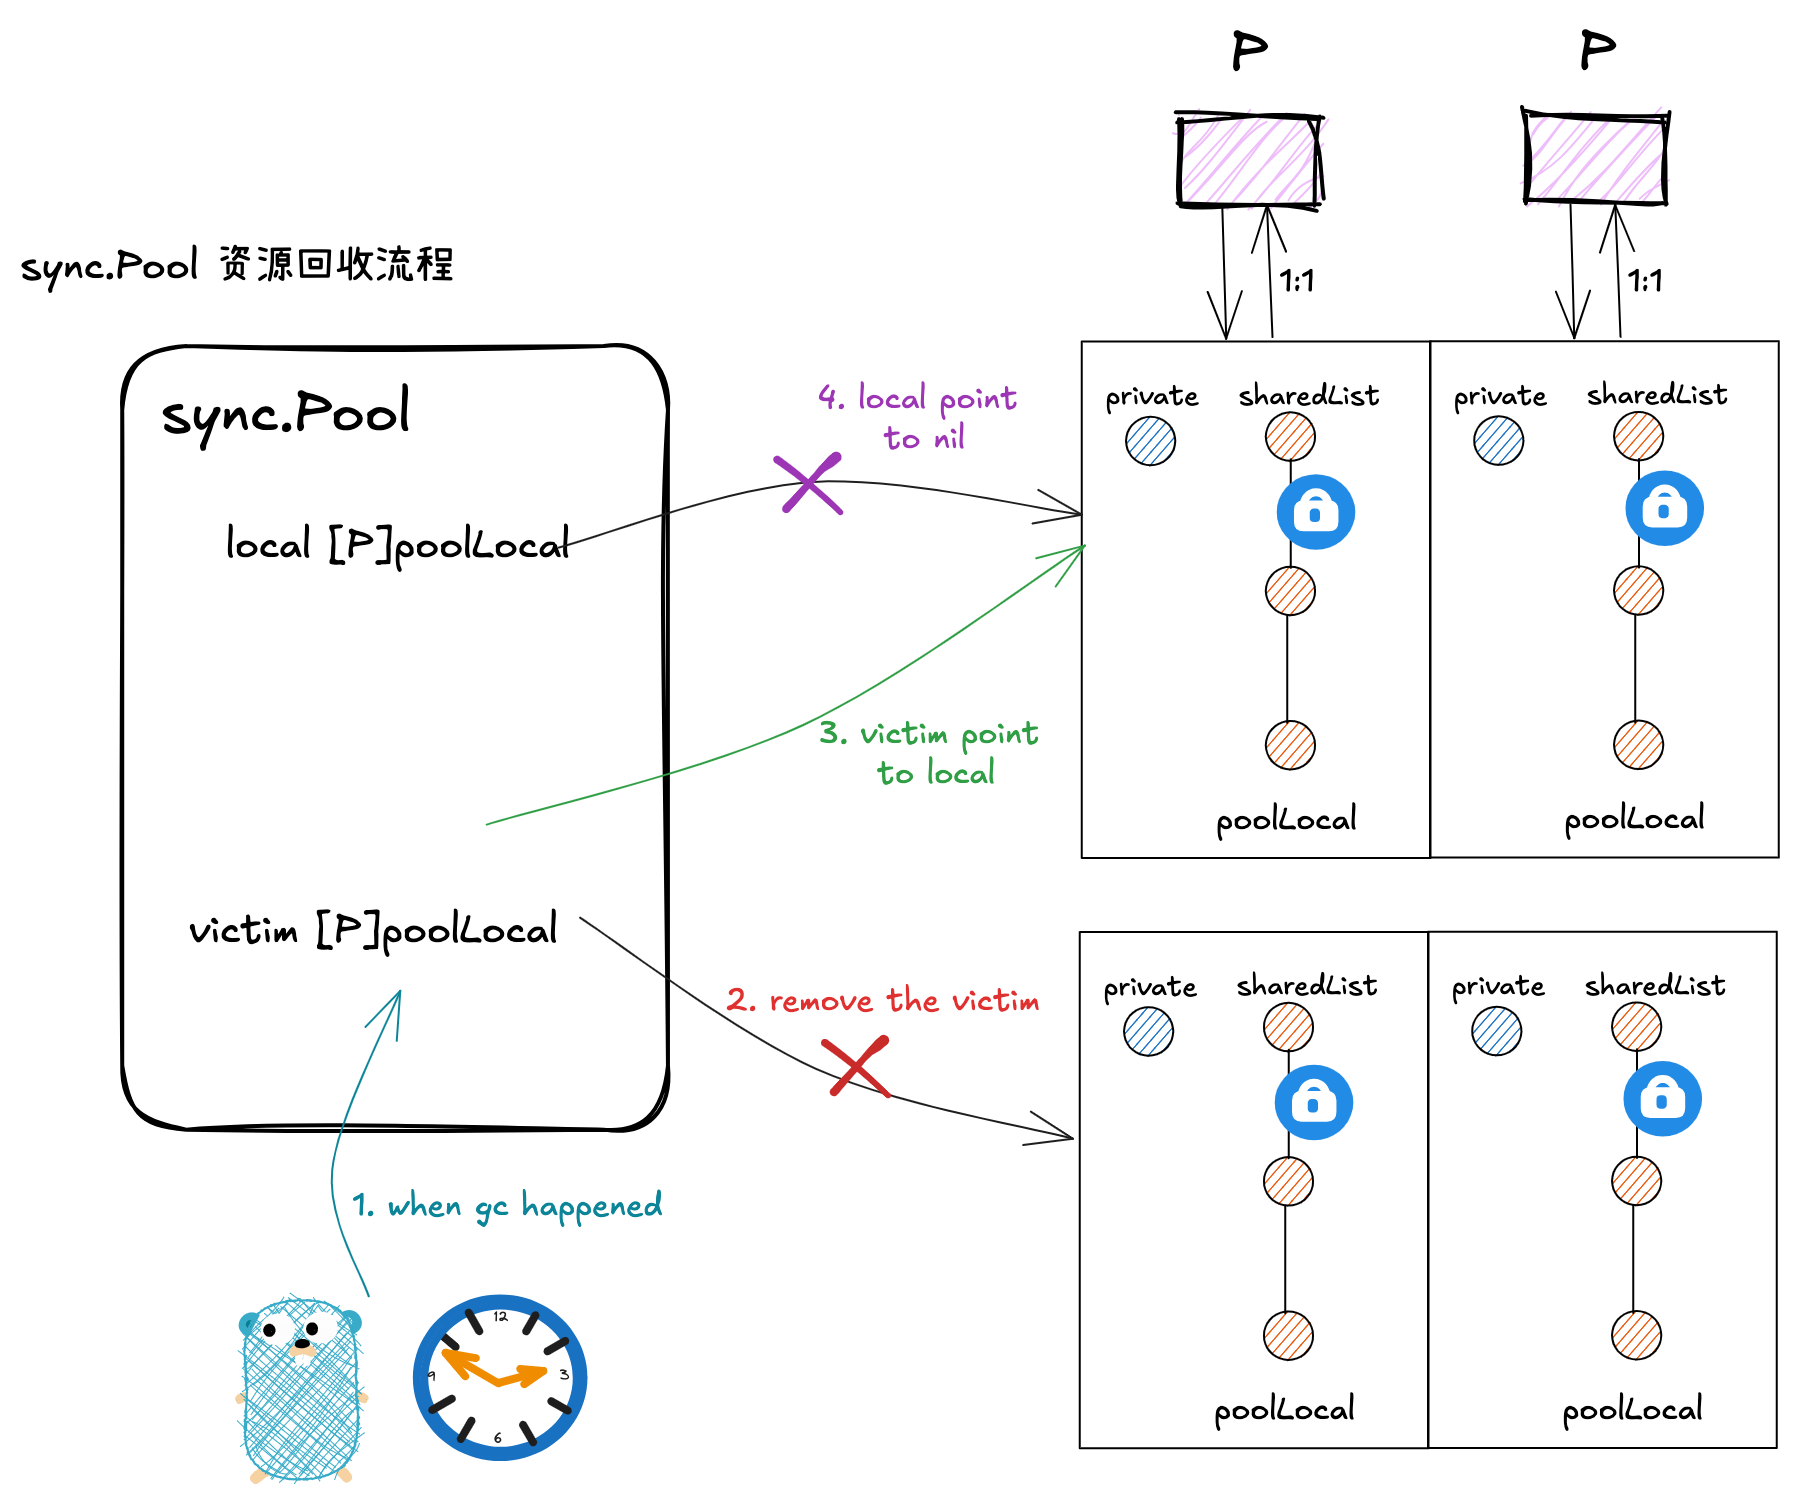 P
P
1:1
1:1
sync.Pool 资源回收流程
sync.Pool
local [P]poolLocal
victim [P]poolLocal
4. local point
to nil
3. victim point
to local
2. remove the victim
1. when gc happened
private
sharedList
poolLocal
private
sharedList
poolLocal
private
sharedList
poolLocal
private
sharedList
poolLocal
12
3
6
9